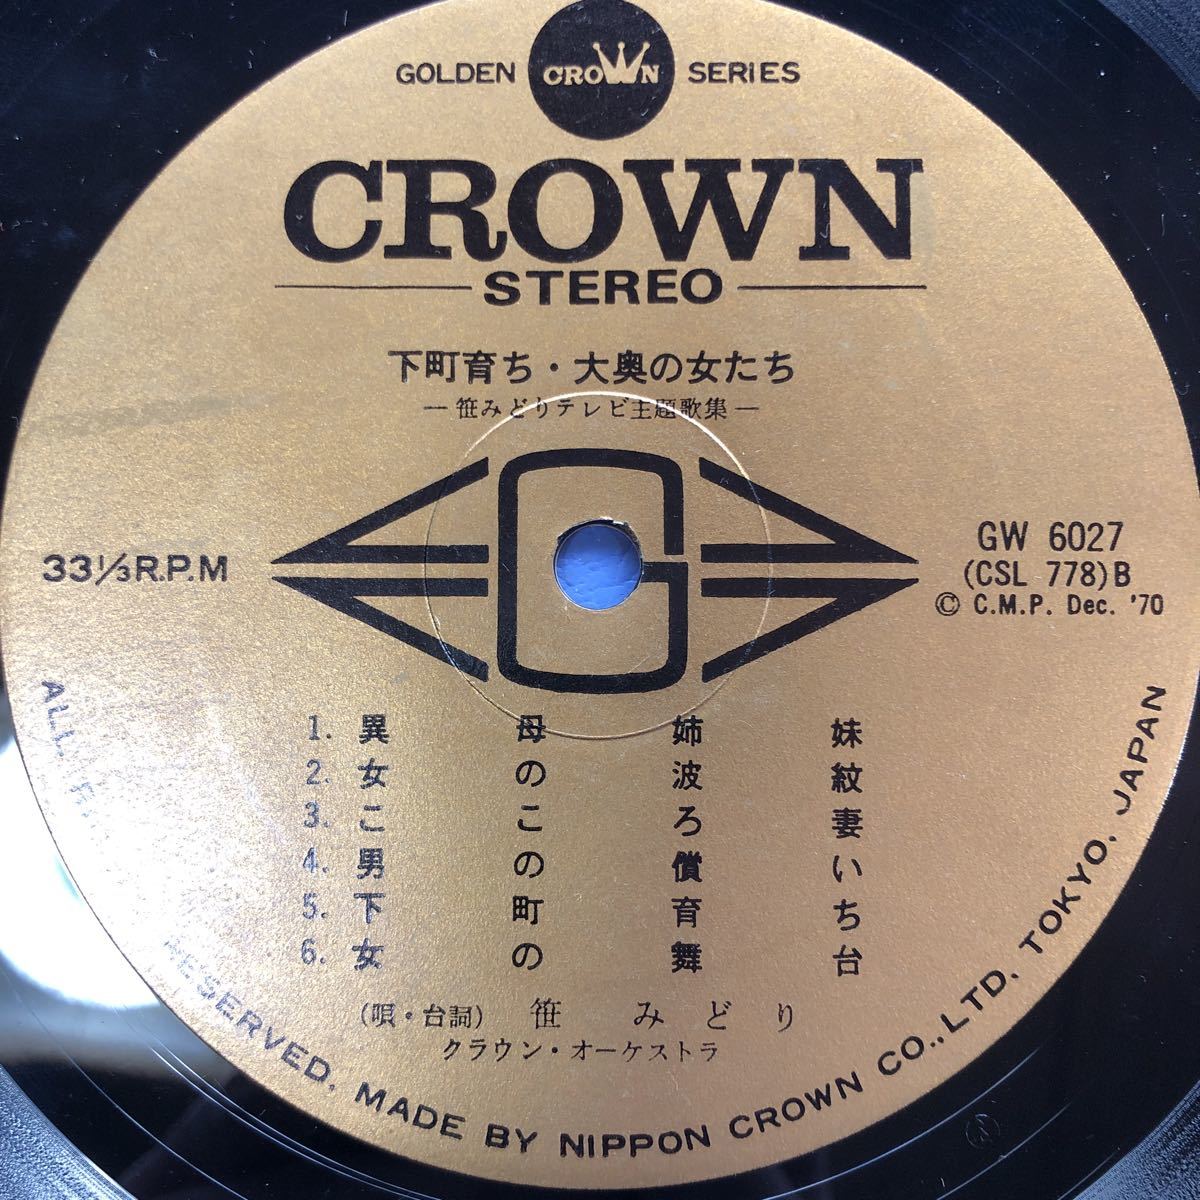 GOLDEN CROWN SERIES
CROWN
STEREO
下町育ち・大奥の女たち
—笹みどりテレビ主題歌集—
G
33 1/3 R.P.M
GW 6027
(CSL 778) B
© C.M.P. Dec. '70
1. 異母姉妹
2. 女の波紋
3. こころ妻
4. 男の償い
5. 下町育ち
6. 女の舞台
(唄・台詞) 笹みどり
クラウン・オーケストラ
ALL RESERVED. MADE BY NIPPON CROWN CO., LTD. TOKYO. JAPAN